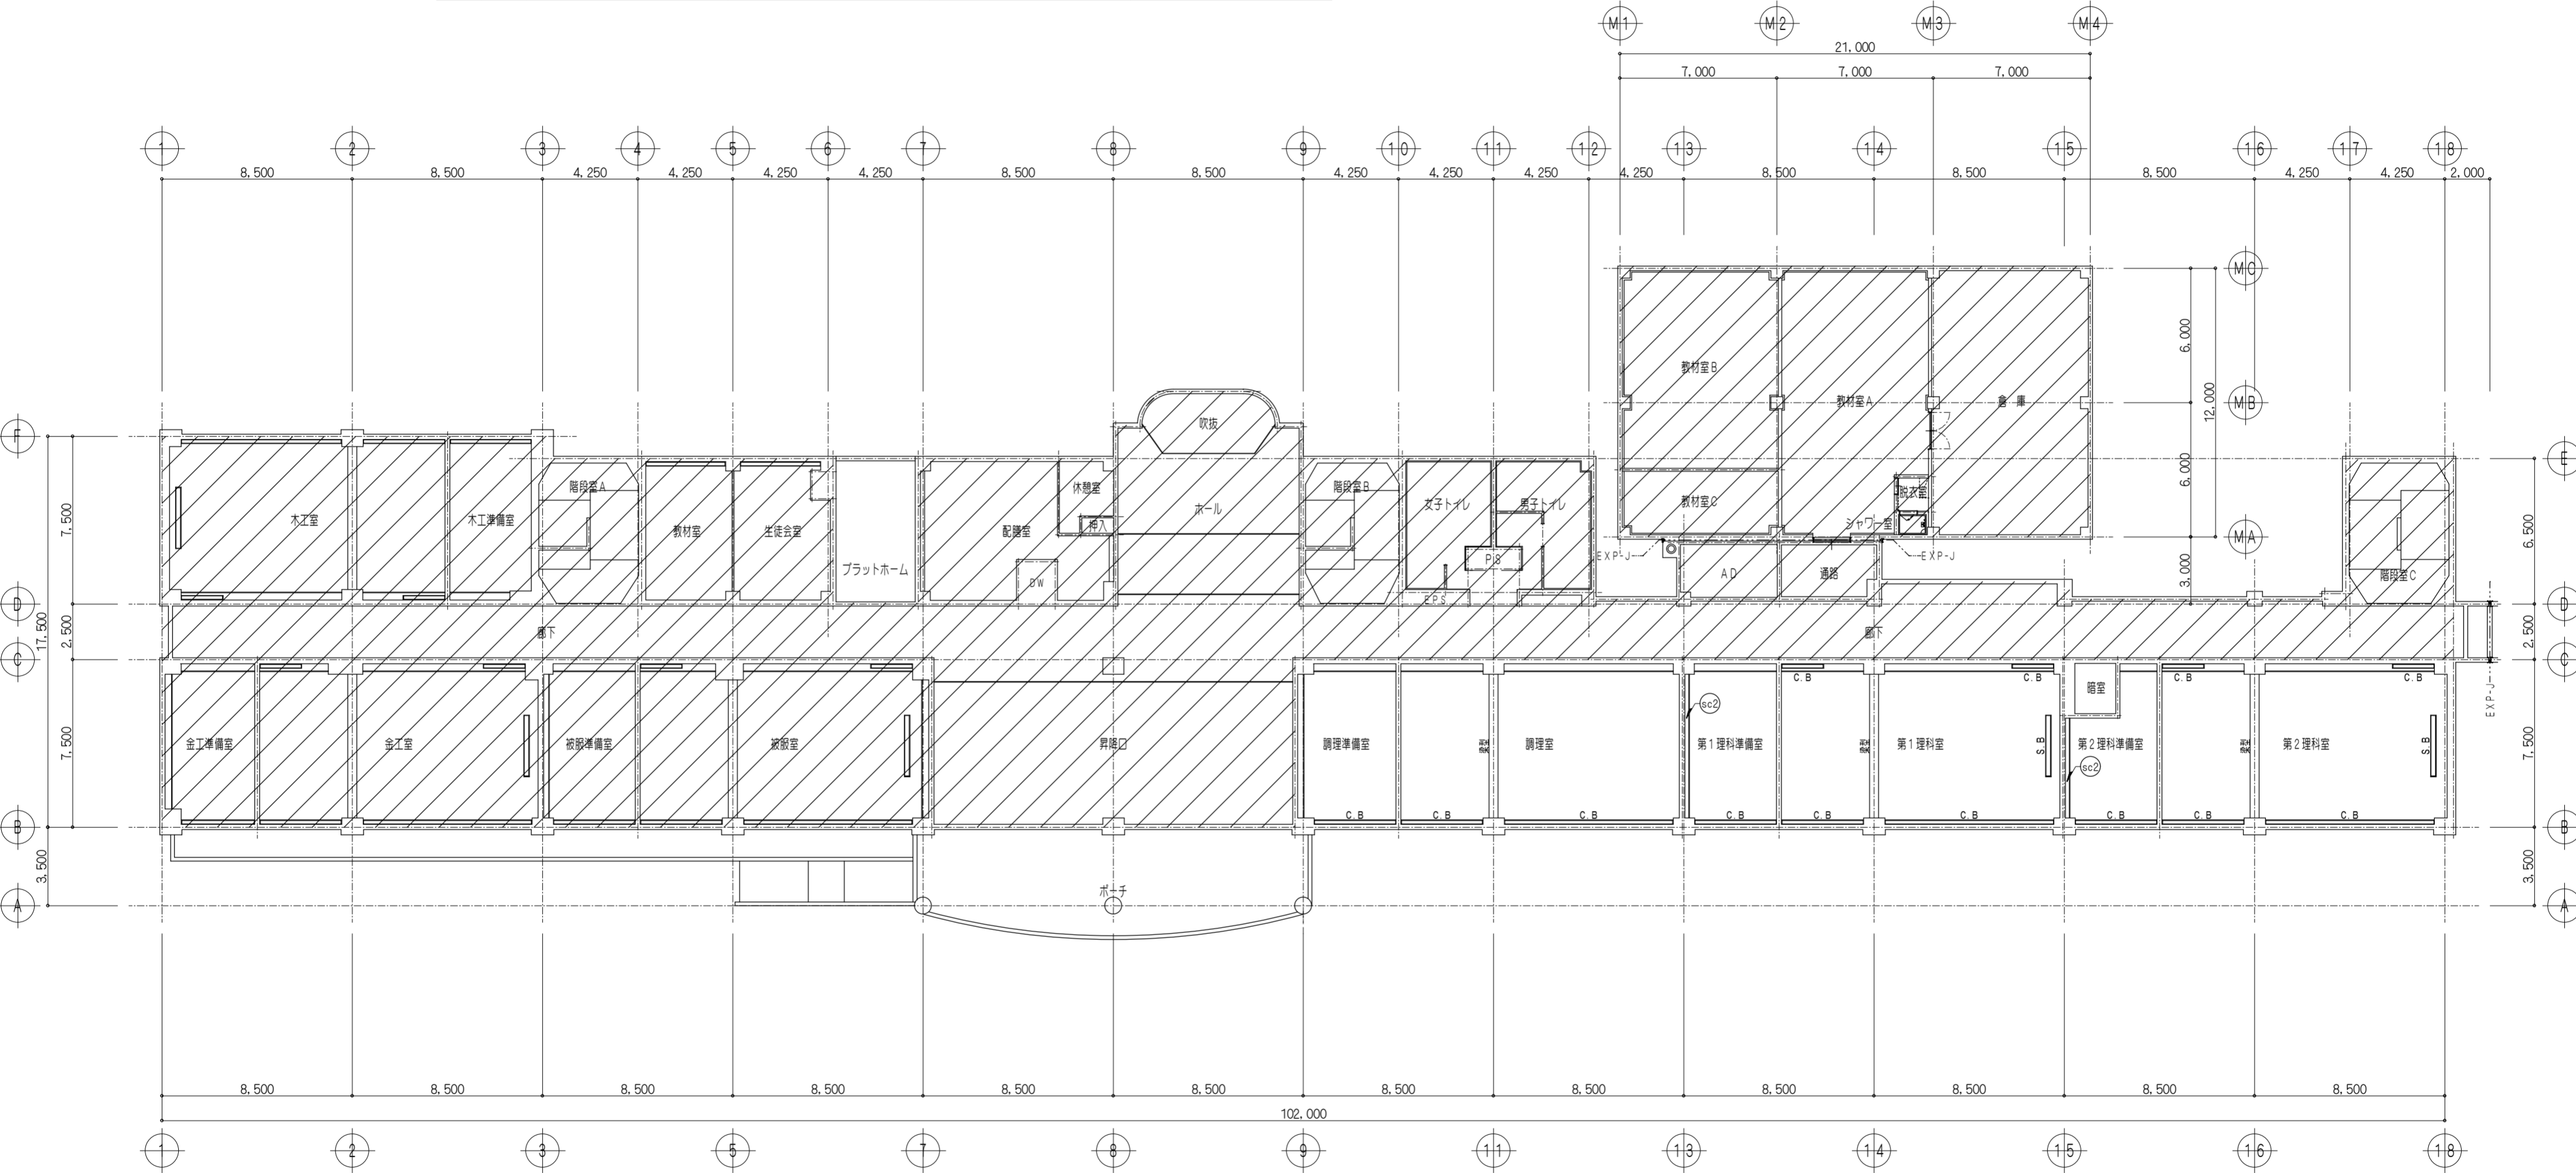 M1 M2 M3 M4
21,000
7,000 7,000 7,000
1 2 3 4 5 6 7 8 9 10 11 12 13 14 15 16 17 18
8,500 8,500 4,250 4,250 4,250 4,250 8,500 8,500 4,250 4,250 4,250 4,250 8,500 8,500 8,500 4,250 4,250 2,000
MC
6,000
12,000
教材室B
MB
教材室A
倉庫
吹抜
F
E
階段室A
休憩室
階段室B
脱衣室
6,000
木工室
木工準備室
教材室
生徒会室
配膳室
押入
ホール
女子トイレ
男子トイレ
教材室C
シャワー室
7,500
6,500
MA
プラットホーム
DW
PS
EPS
EXP-J
EXP-J
AD
通路
3,000
階段室C
D
D
17,500
2,500
廊下
廊下
2,500
C
C
C.B
C.B
C.B
C.B
暗室
sc2
EXP-J
金工準備室
金工室
被服準備室
被服室
昇降口
調理準備室
調理室
第1理科準備室
第1理科室
S.B
第2理科準備室
第2理科室
S.B
sc2
7,500
7,500
C.B C.B C.B C.B C.B C.B C.B C.B C.B
B
B
3,500
3,500
ポーチ
A
A
8,500 8,500 8,500 8,500 8,500 8,500 8,500 8,500 8,500 8,500 8,500 8,500
102,000
1 2 3 5 7 8 9 11 13 14 15 16 18